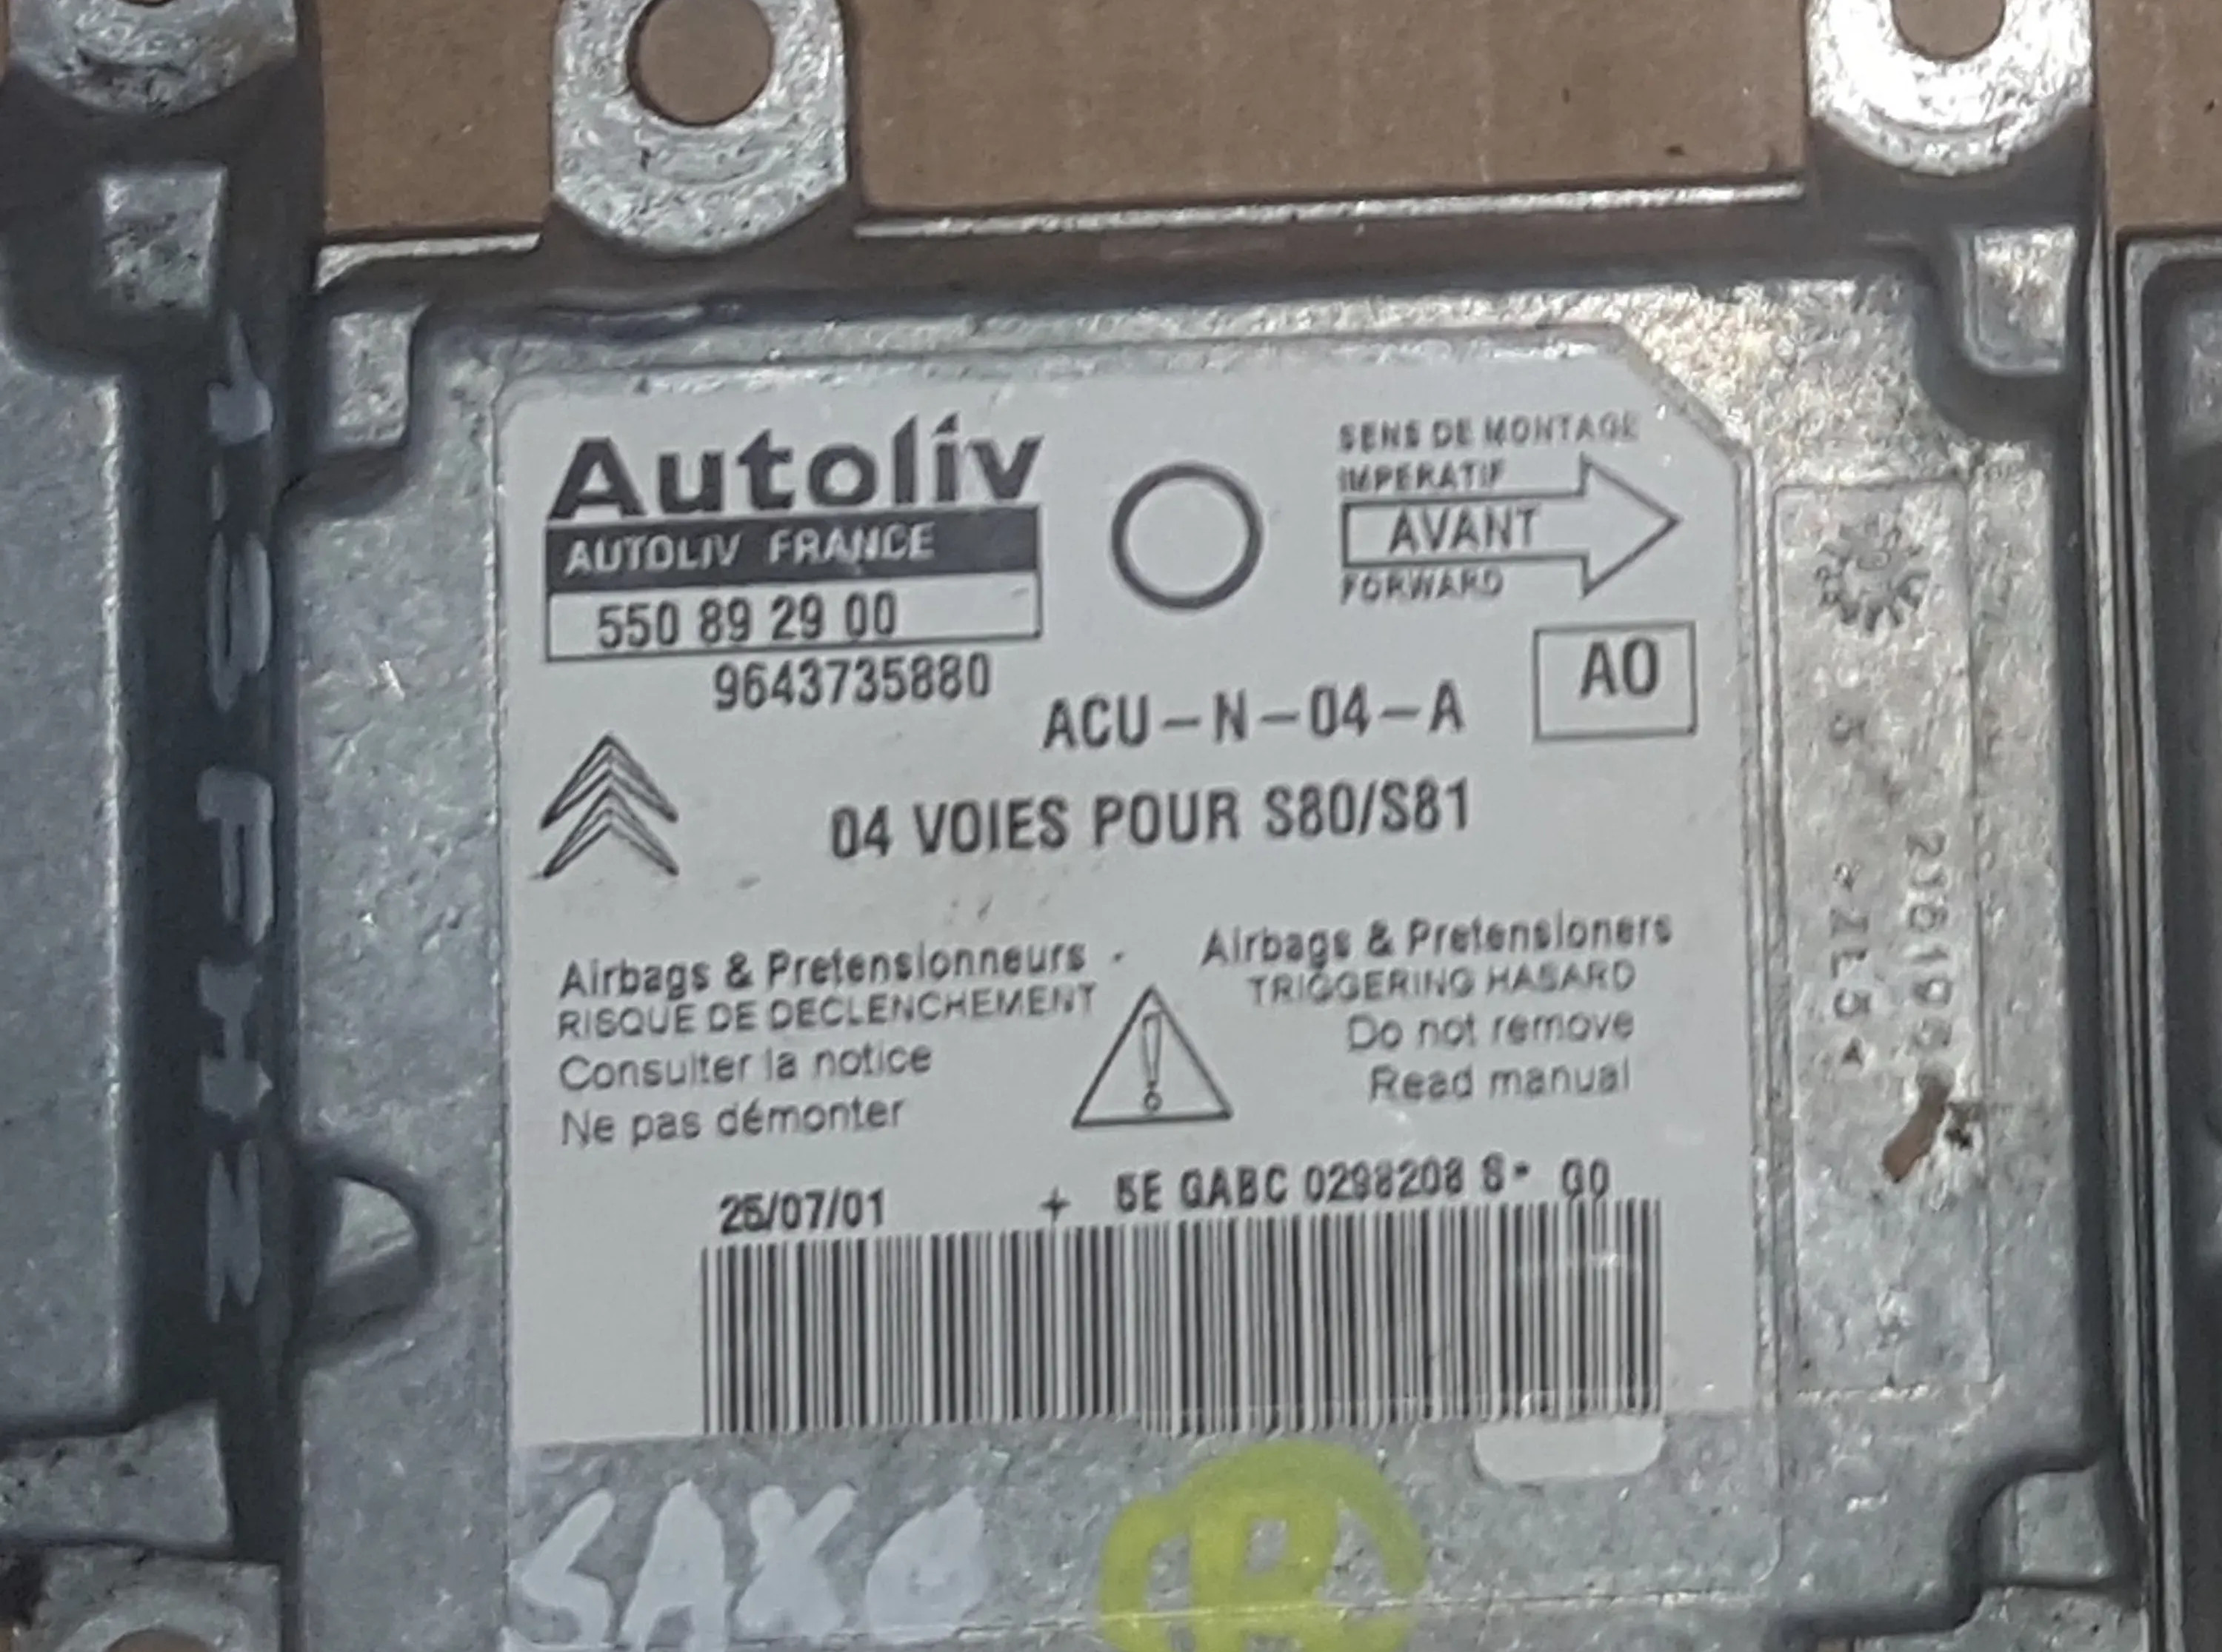 Autoliv
AUTOLIV FRANCE
550 89 29 00
9643735880
SENS DE MONTAGE
IMPERATIF
AVANT
FORWARD
A0
ACU-N-04-A
04 VOIES POUR S80/S81
Airbags & Pretensionneurs
RISQUE DE DECLENCHEMENT
Consulter la notice
Ne pas démonter
Airbags & Pretensioners
TRIGGERING HASARD
Do not remove
Read manual
25/07/01 + 5E GABC 0298208 S
SAXO
R